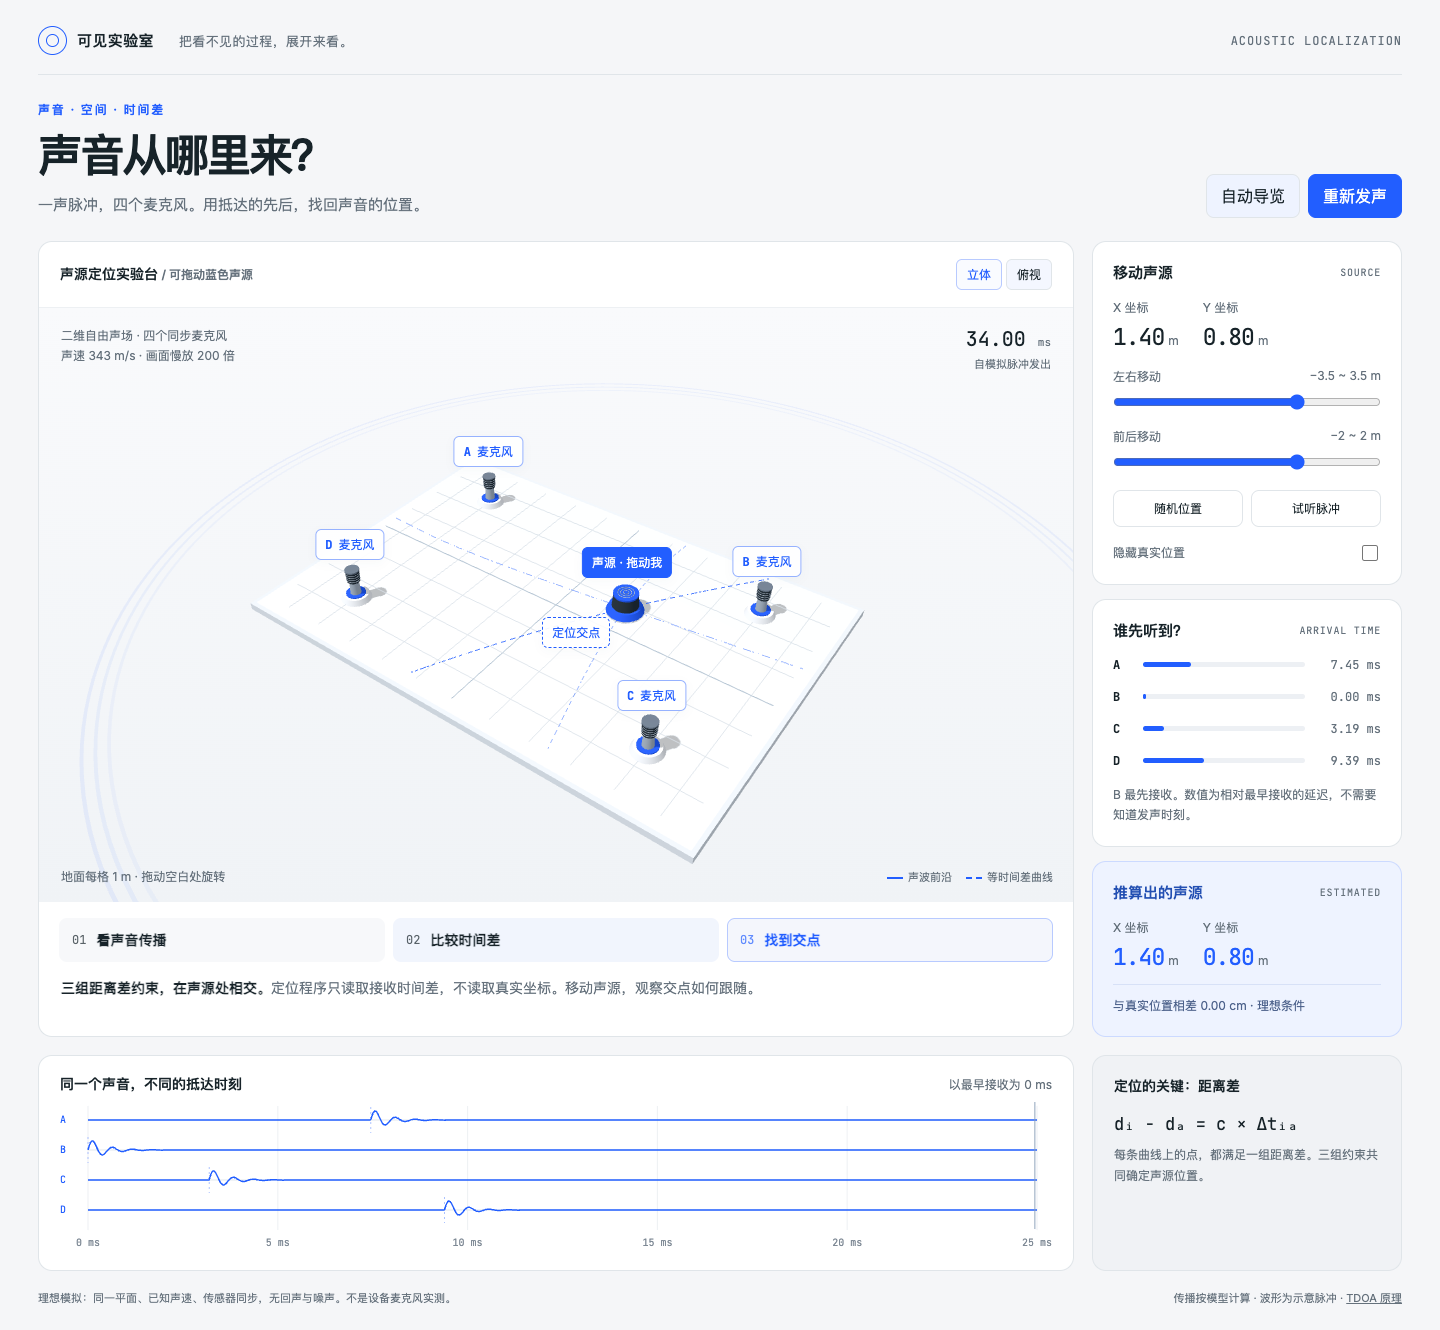 可见实验室
把看不见的过程，展开来看。
ACOUSTIC LOCALIZATION
声音 · 空间 · 时间差
声音从哪里来?
一声脉冲，四个麦克风。用抵达的先后，找回声音的位置。
自动导览
重新发声
声源定位实验台 / 可拖动蓝色声源
立体
俯视
二维自由声场 · 四个同步麦克风
声速 343 m/s · 画面慢放 200 倍
34.00 ms
自模拟脉冲发出
A 麦克风
D 麦克风
声源 · 拖动我
B 麦克风
定位交点
C 麦克风
地面每格 1 m · 拖动空白处旋转
声波前沿
等时间差曲线
01 看声音传播
02 比较时间差
03 找到交点
三组距离差约束，在声源处相交。定位程序只读取接收时间差，不读取真实坐标。移动声源，观察交点如何跟随。
移动声源
SOURCE
X 坐标
Y 坐标
1.40 m
0.80 m
左右移动
−3.5 ~ 3.5 m
前后移动
−2 ~ 2 m
随机位置
试听脉冲
隐藏真实位置
谁先听到?
ARRIVAL TIME
A 7.45 ms
B 0.00 ms
C 3.19 ms
D 9.39 ms
B 最先接收。数值为相对最早接收的延迟，不需要
知道发声时刻。
推算出的声源
ESTIMATED
X 坐标
Y 坐标
1.40 m
0.80 m
与真实位置相差 0.00 cm · 理想条件
同一个声音，不同的抵达时刻
以最早接收为 0 ms
A
B
C
D
0 ms
5 ms
10 ms
15 ms
20 ms
25 ms
定位的关键：距离差
dᵢ - dₐ = c × Δtᵢₐ
每条曲线上的点，都满足一组距离差。三组约束共
同确定声源位置。
理想模拟：同一平面、已知声速、传感器同步，无回声与噪声。不是设备麦克风实测。
传播按模型计算 · 波形为示意脉冲 · TDOA 原理